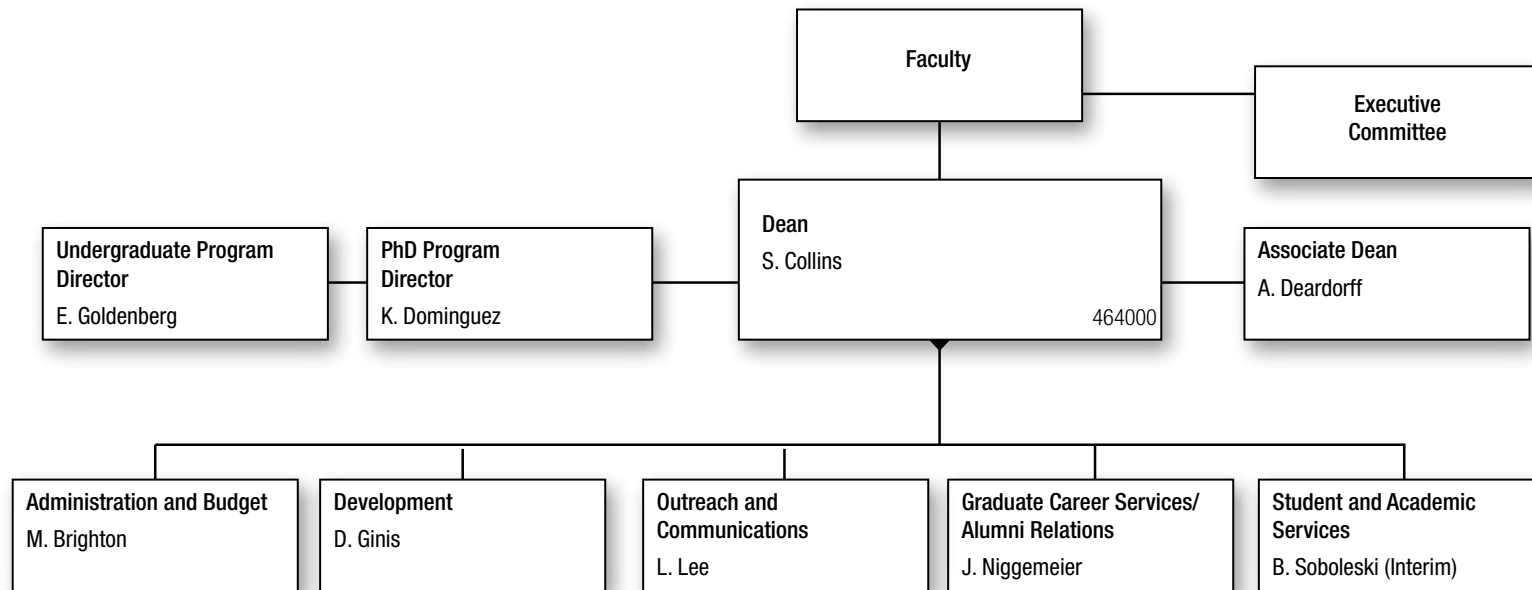 Faculty
Executive
Committee
Dean
S. Collins
464000
Undergraduate Program
Director
E. Goldenberg
PhD Program
Director
K. Dominguez
Associate Dean
A. Deardorff
Administration and Budget
M. Brighton
Development
D. Ginis
Outreach and
Communications
L. Lee
Graduate Career Services/
Alumni Relations
J. Niggemeier
Student and Academic
Services
B. Soboleski (Interim)